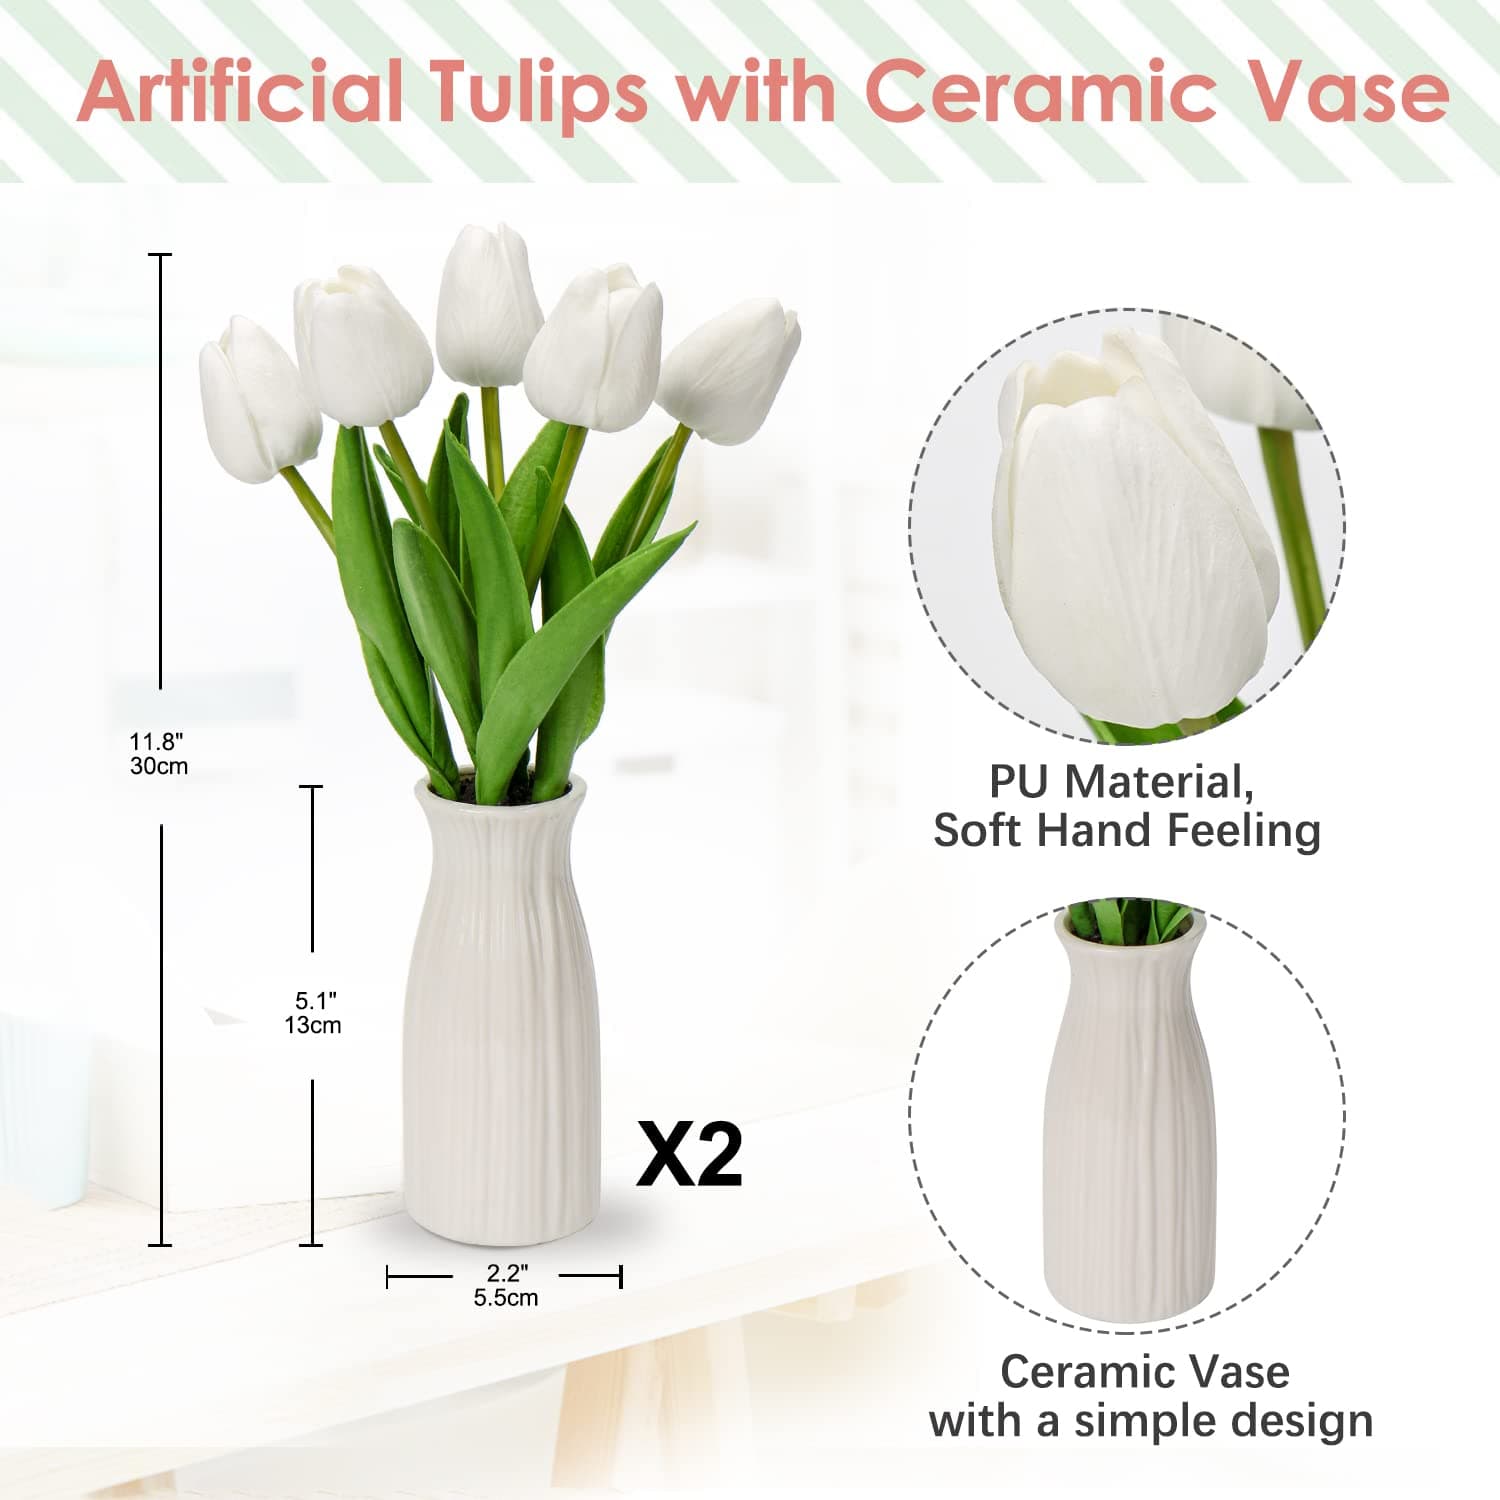 Artificial Tulips with Ceramic Vase
11.8"
30cm
5.1"
13cm
X2
2.2"
5.5cm
PU Material,
Soft Hand Feeling
Ceramic Vase
with a simple design